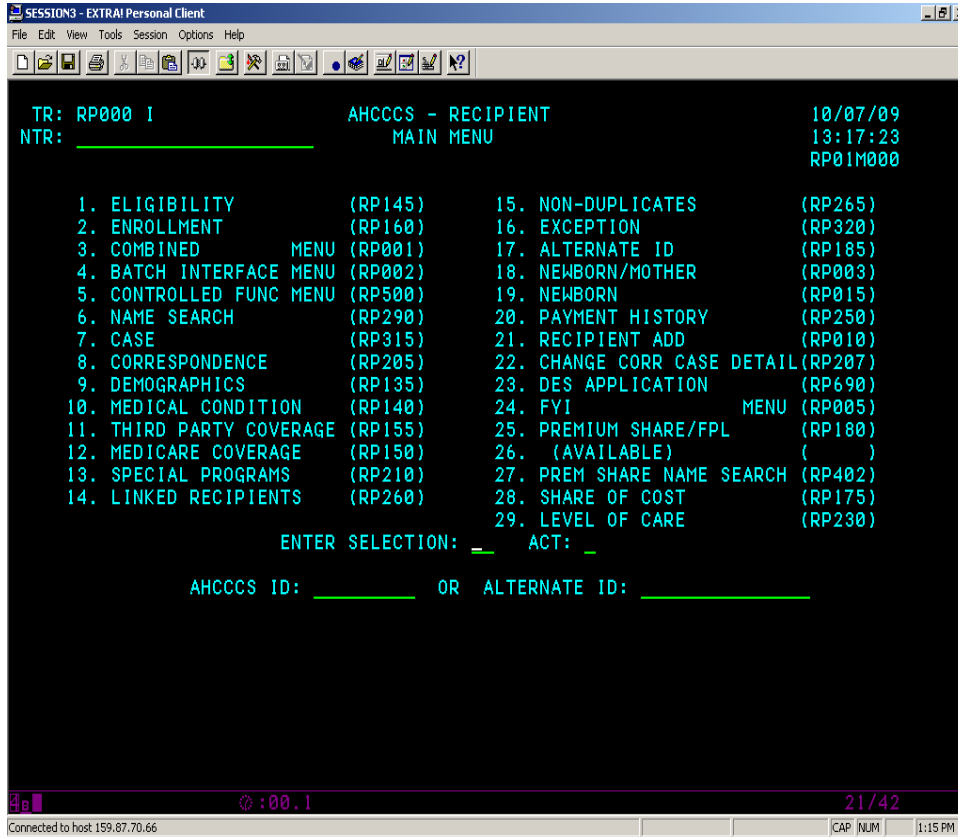 SESSION3 - EXTRA! Personal Client
File Edit View Tools Session Options Help
TR: RP000 I AHCCCS - RECIPIENT 10/07/09
NTR: MAIN MENU 13:17:23
RP01M000
1. ELIGIBILITY (RP145) 15. NON-DUPLICATES (RP265)
2. ENROLLMENT (RP160) 16. EXCEPTION (RP320)
3. COMBINED MENU (RP001) 17. ALTERNATE ID (RP185)
4. BATCH INTERFACE MENU (RP002) 18. NEWBORN/MOTHER (RP003)
5. CONTROLLED FUNC MENU (RP500) 19. NEWBORN (RP015)
6. NAME SEARCH (RP290) 20. PAYMENT HISTORY (RP250)
7. CASE (RP315) 21. RECIPIENT ADD (RP010)
8. CORRESPONDENCE (RP205) 22. CHANGE CORR CASE DETAIL(RP207)
9. DEMOGRAPHICS (RP135) 23. DES APPLICATION (RP690)
10. MEDICAL CONDITION (RP140) 24. FYI MENU (RP005)
11. THIRD PARTY COVERAGE (RP155) 25. PREMIUM SHARE/FPL (RP180)
12. MEDICARE COVERAGE (RP150) 26. (AVAILABLE) ( )
13. SPECIAL PROGRAMS (RP210) 27. PREM SHARE NAME SEARCH (RP402)
14. LINKED RECIPIENTS (RP260) 28. SHARE OF COST (RP175)
29. LEVEL OF CARE (RP230)
ENTER SELECTION: ACT:
AHCCCS ID: OR ALTERNATE ID:
4B :00.1 21/42
Connected to host 159.87.70.66 CAP NUM 1:15 PM